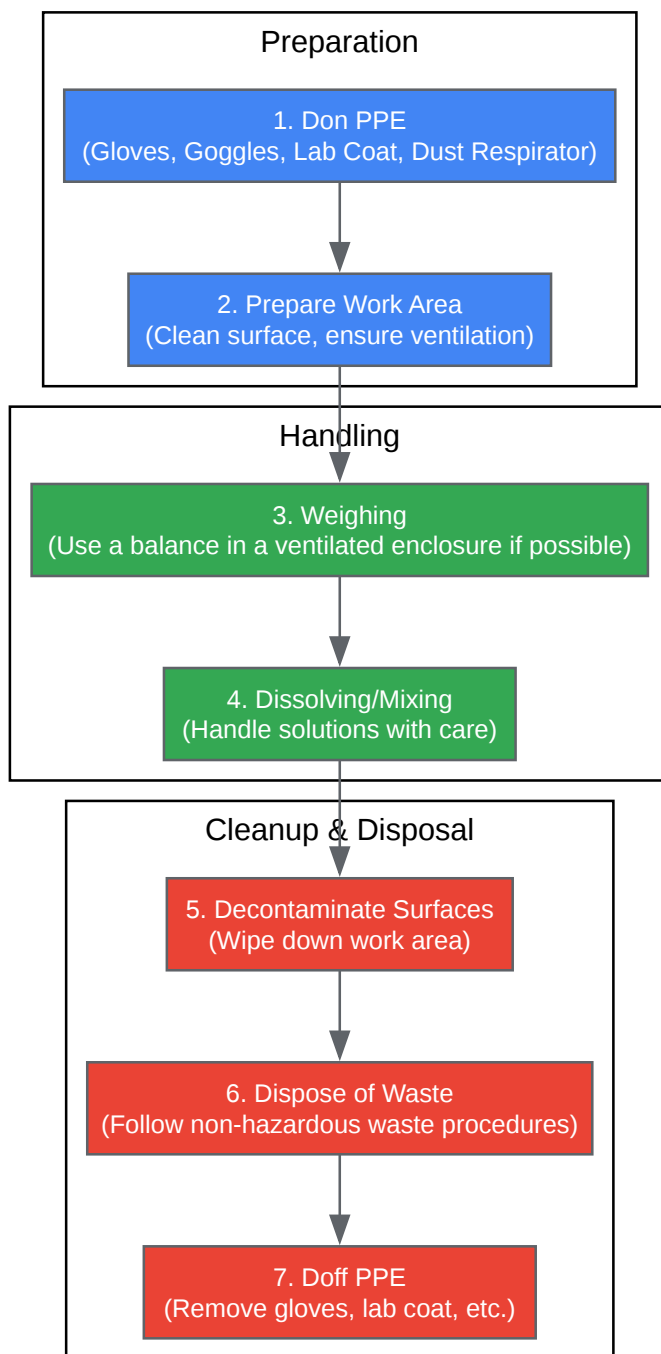 Preparation
1. Don PPE
(Gloves, Goggles, Lab Coat, Dust Respirator)
2. Prepare Work Area
(Clean surface, ensure ventilation)
Handling
3. Weighing
(Use a balance in a ventilated enclosure if possible)
4. Dissolving/Mixing
(Handle solutions with care)
Cleanup & Disposal
5. Decontaminate Surfaces
(Wipe down work area)
6. Dispose of Waste
(Follow non-hazardous waste procedures)
7. Doff PPE
(Remove gloves, lab coat, etc.)